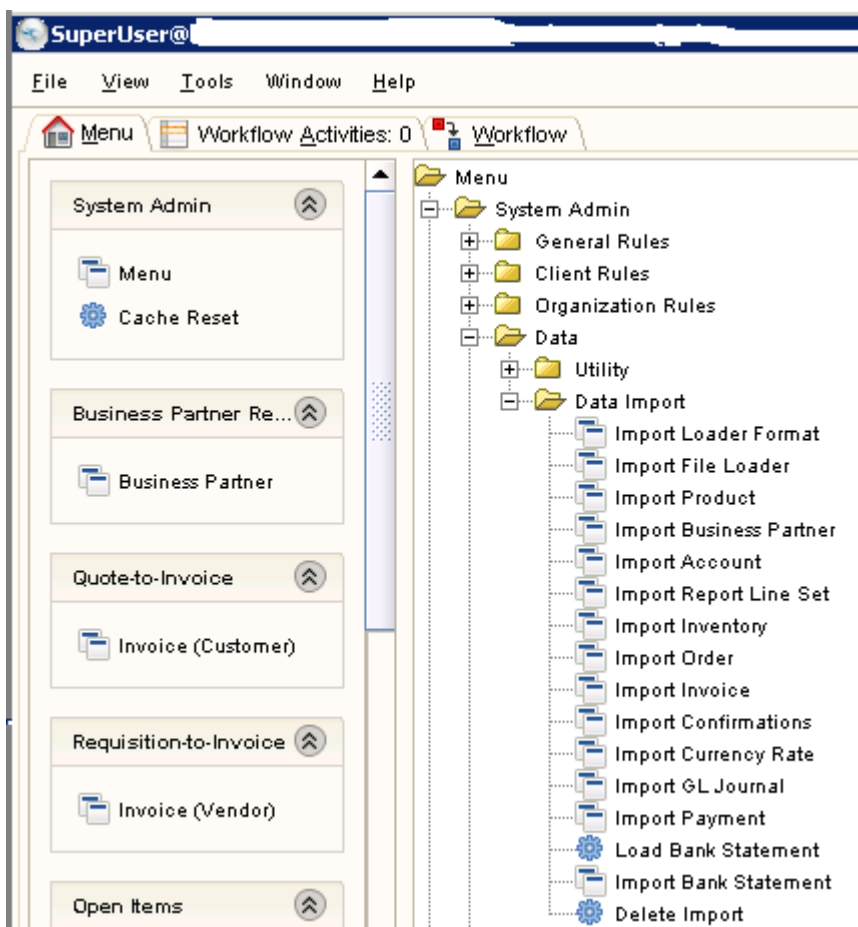 SuperUser@
File View Tools Window Help
Menu Workflow Activities: 0 Workflow
System Admin
Menu
Cache Reset
Business Partner Re...
Business Partner
Quote-to-Invoice
Invoice (Customer)
Requisition-to-Invoice
Invoice (Vendor)
Open Items
Menu
System Admin
General Rules
Client Rules
Organization Rules
Data
Utility
Data Import
Import Loader Format
Import File Loader
Import Product
Import Business Partner
Import Account
Import Report Line Set
Import Inventory
Import Order
Import Invoice
Import Confirmations
Import Currency Rate
Import GL Journal
Import Payment
Load Bank Statement
Import Bank Statement
Delete Import